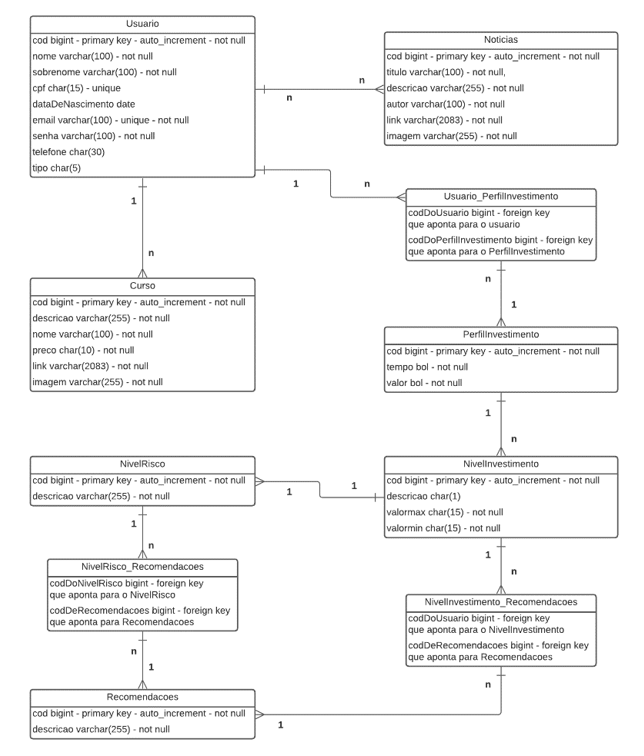 Usuario
cod bigint - primary key - auto_increment - not null
nome varchar(100) - not null
sobrenome varchar(100) - not null
cpf char(15) - unique
dataDeNascimento date
email varchar(100) - unique - not null
senha varchar(100) - not null
telefone char(30)
tipo char(5)
n
n
Noticias
cod bigint - primary key - auto_increment - not null
titulo varchar(100) - not null,
descricao varchar(255) - not null
autor varchar(100) - not null
link varchar(2083) - not null
imagem varchar(255) - not null
1
n
Usuario_PerfilInvestimento
codDoUsuario bigint - foreign key
que aponta para o usuario
codDoPerfilInvestimento bigint - foreign key
que aponta para o PerfilInvestimento
1
n
n
1
Curso
cod bigint - primary key - auto_increment - not null
descricao varchar(255) - not null
nome varchar(100) - not null
preco char(10) - not null
link varchar(2083) - not null
imagem varchar(255) - not null
PerfilInvestimento
cod bigint - primary key - auto_increment - not null
tempo bol - not null
valor bol - not null
1
n
NivelRisco
cod bigint - primary key - auto_increment - not null
descricao varchar(255) - not null
1
1
NivelInvestimento
cod bigint - primary key - auto_increment - not null
descricao char(1)
valormax char(15) - not null
valormin char(15) - not null
1
n
1
n
NivelRisco_Recomendacoes
codDoNivelRisco bigint - foreign key
que aponta para o NivelRisco
codDeRecomendacoes bigint - foreign key
que aponta para Recomendacoes
NivelInvestimento_Recomendacoes
codDoUsuario bigint - foreign key
que aponta para o NivelInvestimento
codDeRecomendacoes bigint - foreign key
que aponta para Recomendacoes
n
1
n
1
Recomendacoes
cod bigint - primary key - auto_increment - not null
descricao varchar(255) - not null